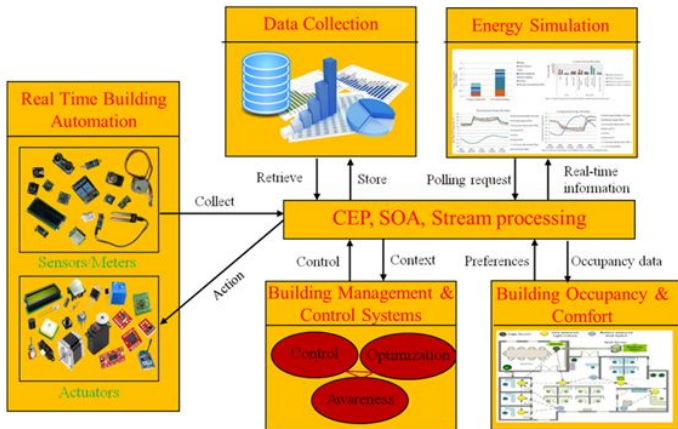 Data Collection
Energy Simulation
Real Time Building
Automation
Sensors/Meters
Actuators
Collect
Action
Retrieve
Store
Polling request
Real-time
information
CEP, SOA, Stream processing
Control
Context
Preferences
Occupancy data
Building Management &
Control Systems
Control
Optimization
Awareness
Building Occupancy &
Comfort